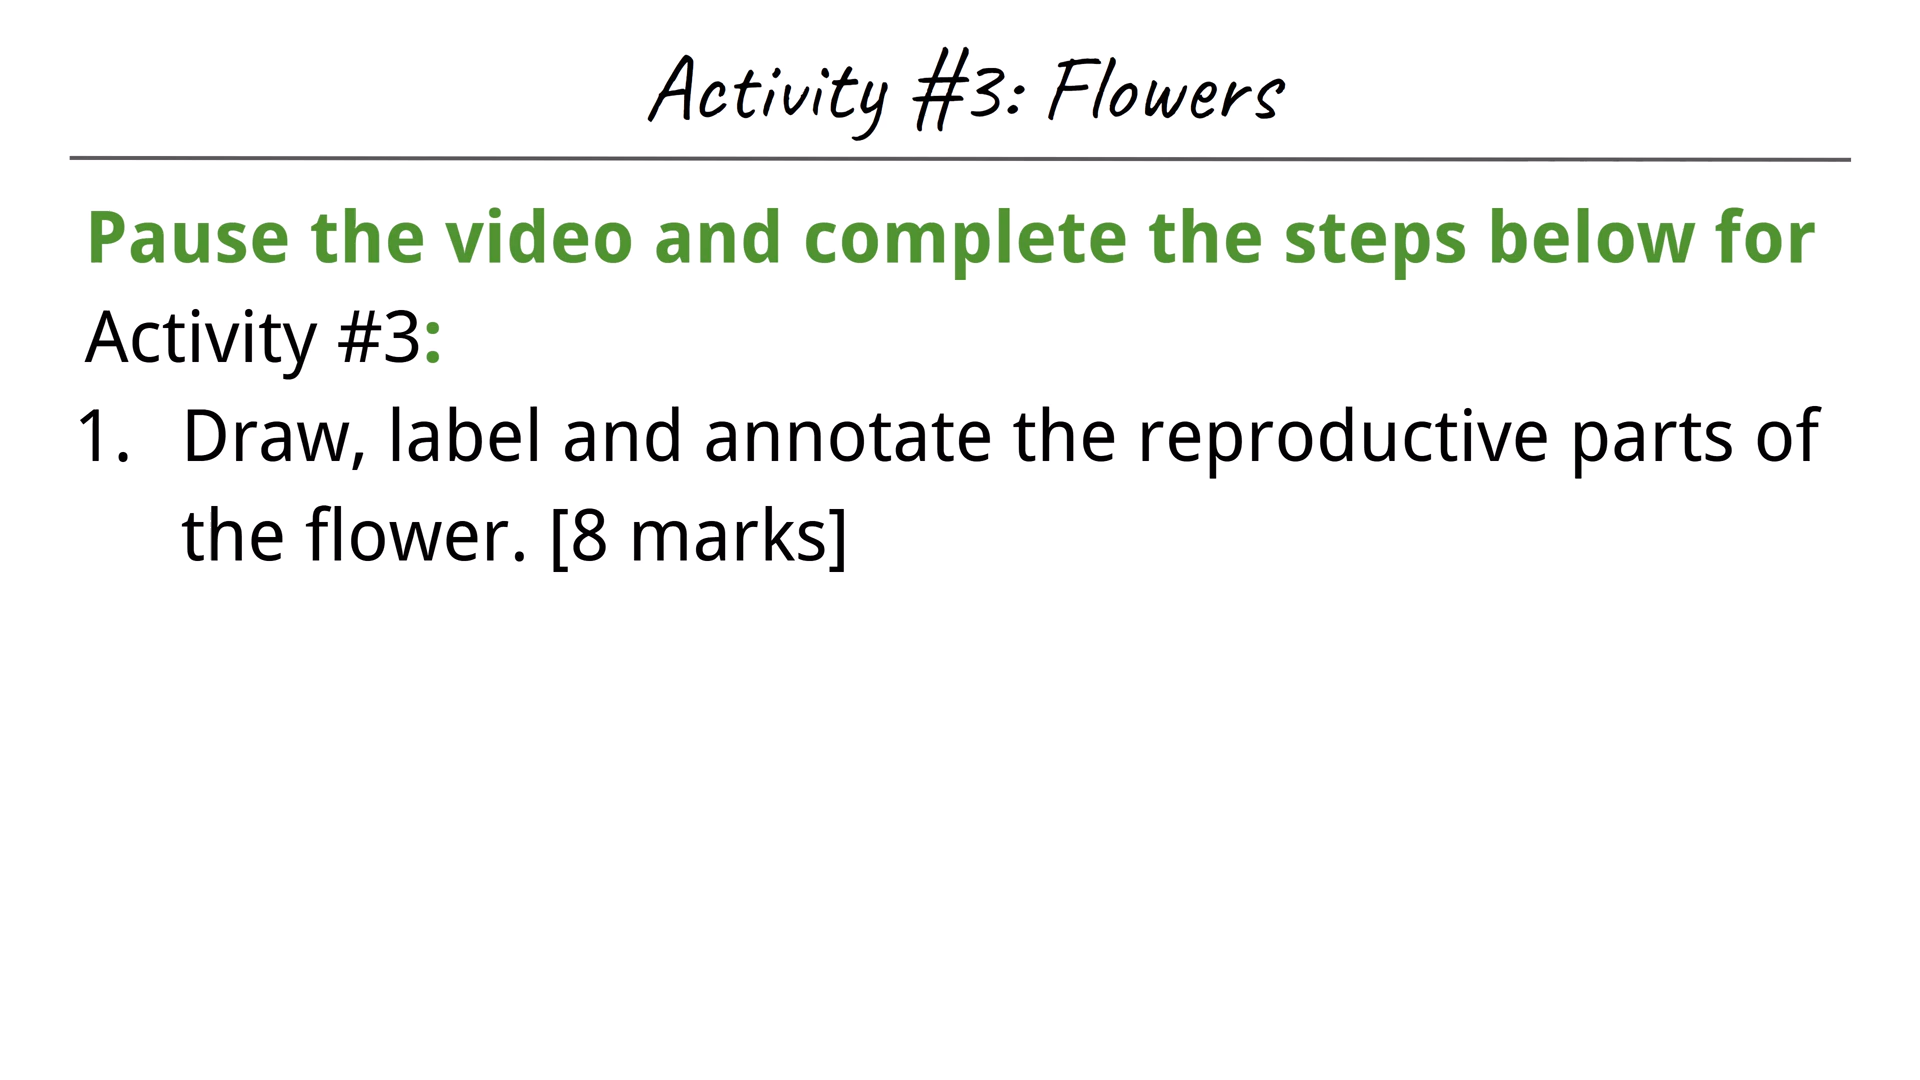 Activity #3: Flowers
Pause the video and complete the steps below for
Activity #3:
1. Draw, label and annotate the reproductive parts of
the flower. [8 marks]